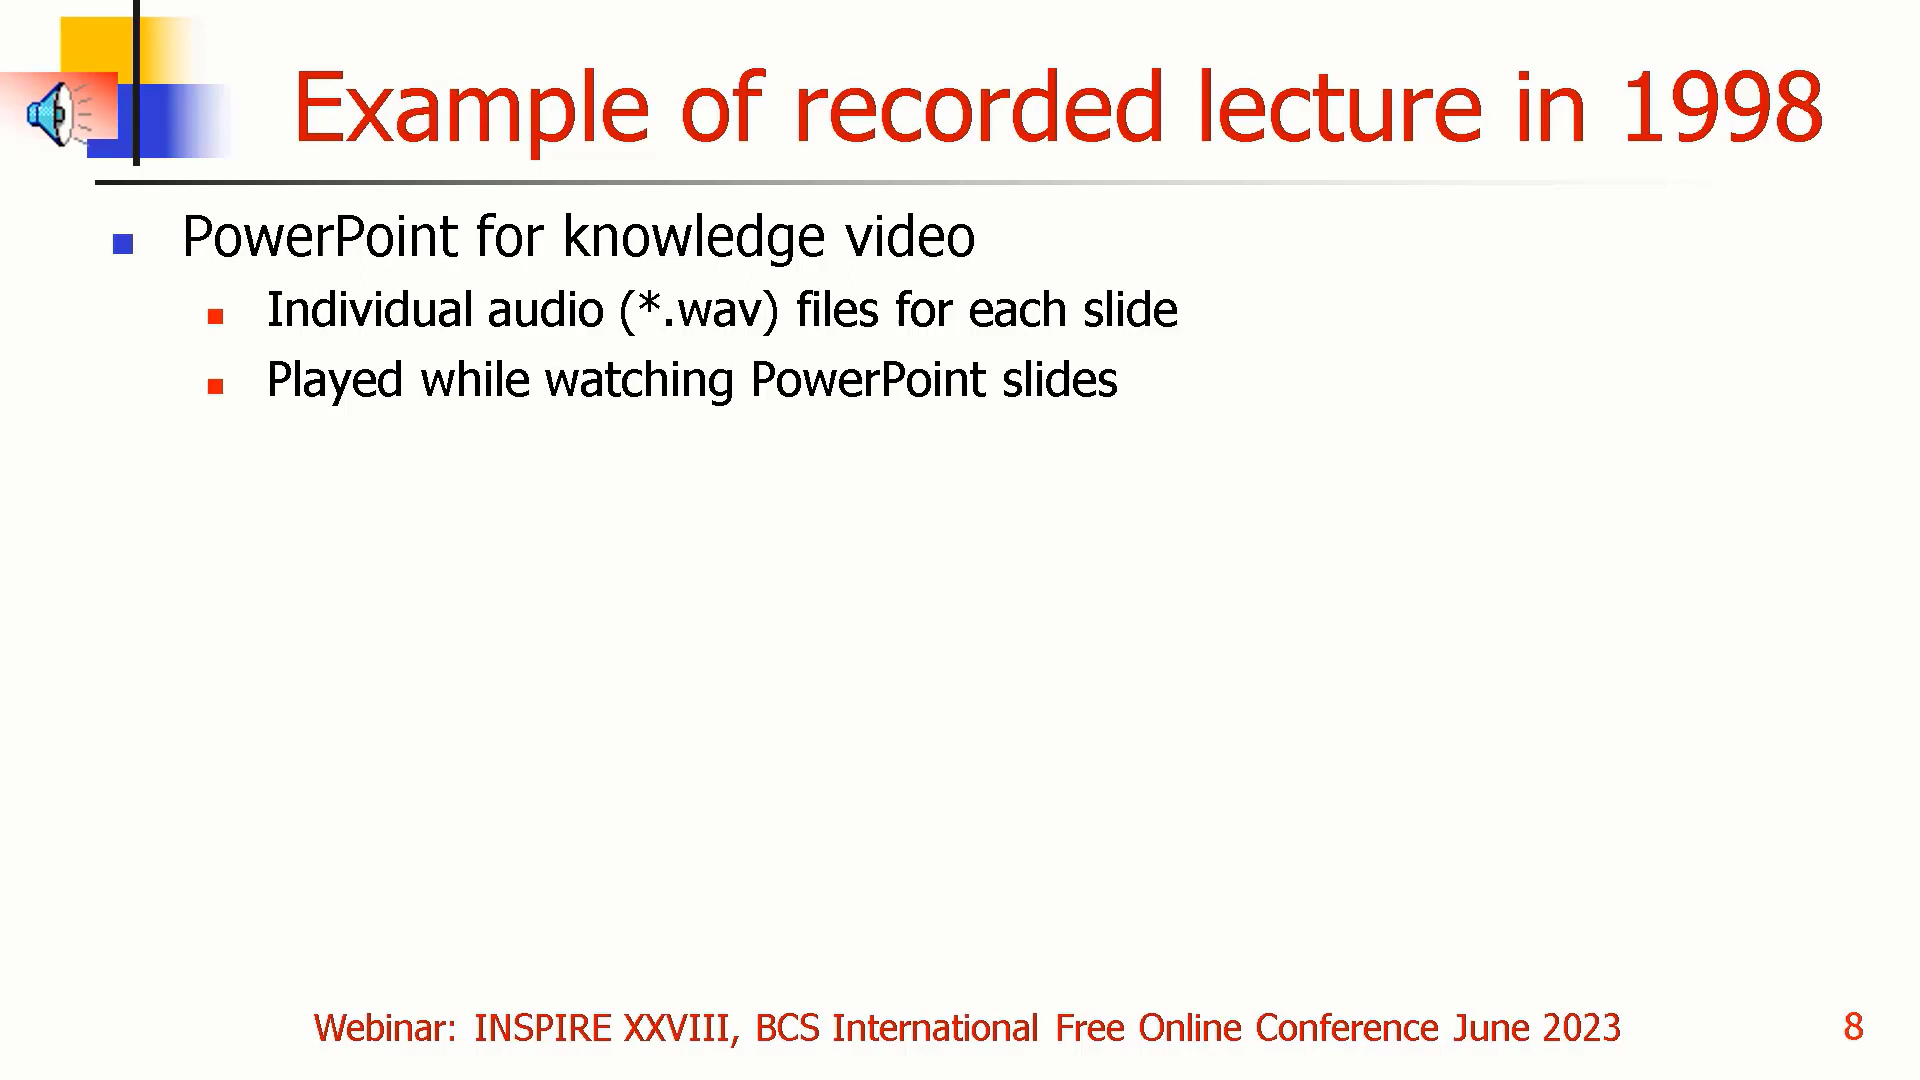 Example of recorded lecture in 1998
PowerPoint for knowledge video
Individual audio (*.wav) files for each slide
Played while watching PowerPoint slides
Webinar: INSPIRE XXVIII, BCS International Free Online Conference June 2023
8